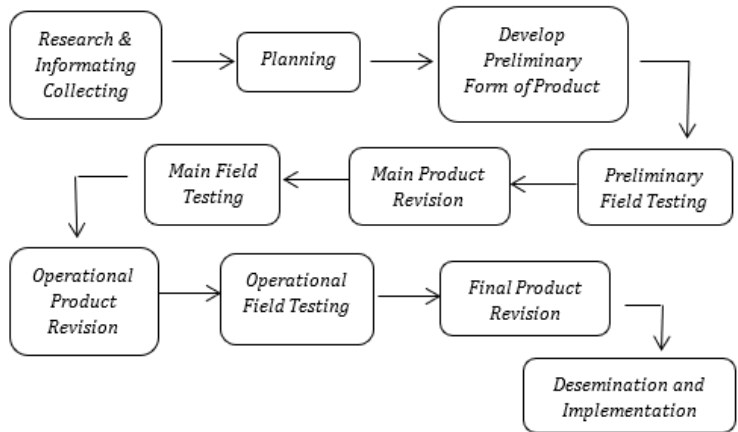 Research &
Informating
Collecting
Planning
Develop
Preliminary
Form of Product
Preliminary
Field Testing
Main Product
Revision
Main Field
Testing
Operational
Product
Revision
Operational
Field Testing
Final Product
Revision
Desemination and
Implementation